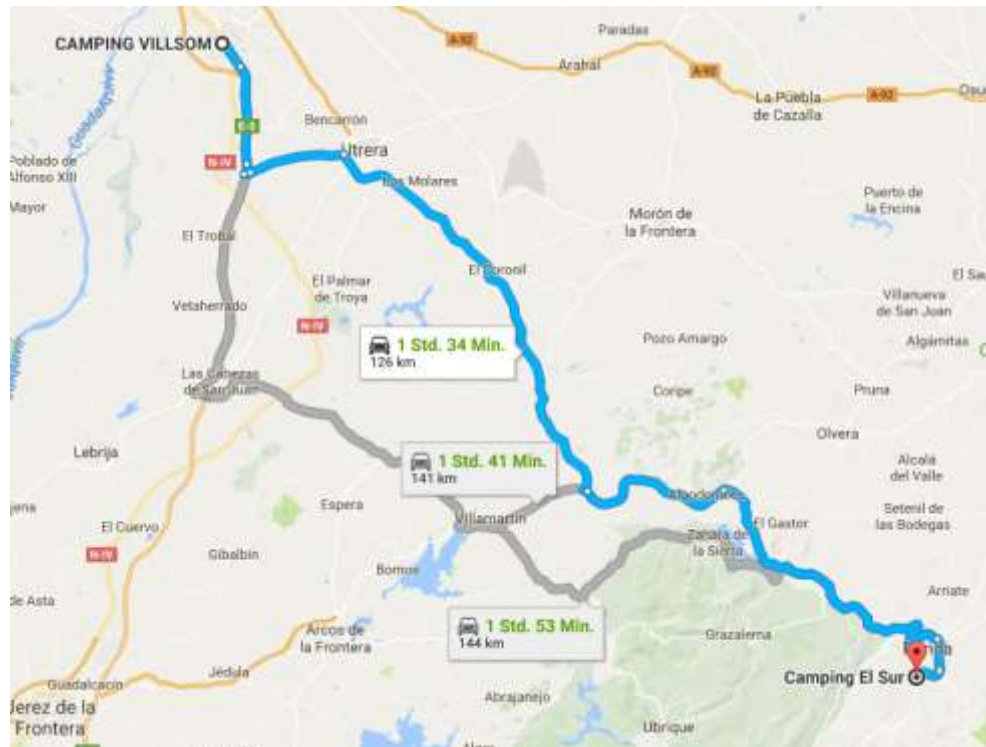 Paradas
A-92
CAMPING VILLSOM
Arahal
A-92
La Puebla
de Cazalla
A-92
Guadalquivir
Bencarrón
E-5
Utrera
Poblado de
Alfonso XIII
N-IV
Los Molares
Mayor
Puerto de
la Encina
Morón de
la Frontera
El Trobal
El Coronil
El Palmar
de Troya
Villanueva
de San Juan
Vetaherrado
N-IV
1 Std. 34 Min.
126 km
Pozo Amargo
Algámitas
Las Cabezas
de San Juan
Coripe
Pruna
Olvera
Lebrija
1 Std. 41 Min.
141 km
Alcalá
del Valle
Espera
Algodonales
Setenil de
las Bodegas
El Cuervo
Villamartín
El Gastor
Zahara de
la Sierra
N-IV
Gibalbín
Bornos
de Asta
Arriate
1 Std. 53 Min.
144 km
Arcos de
la Frontera
Grazalema
Ronda
Jédula
Camping El Sur
Guadalcacín
Abrajanejo
Jerez de la
Frontera
Ubrique